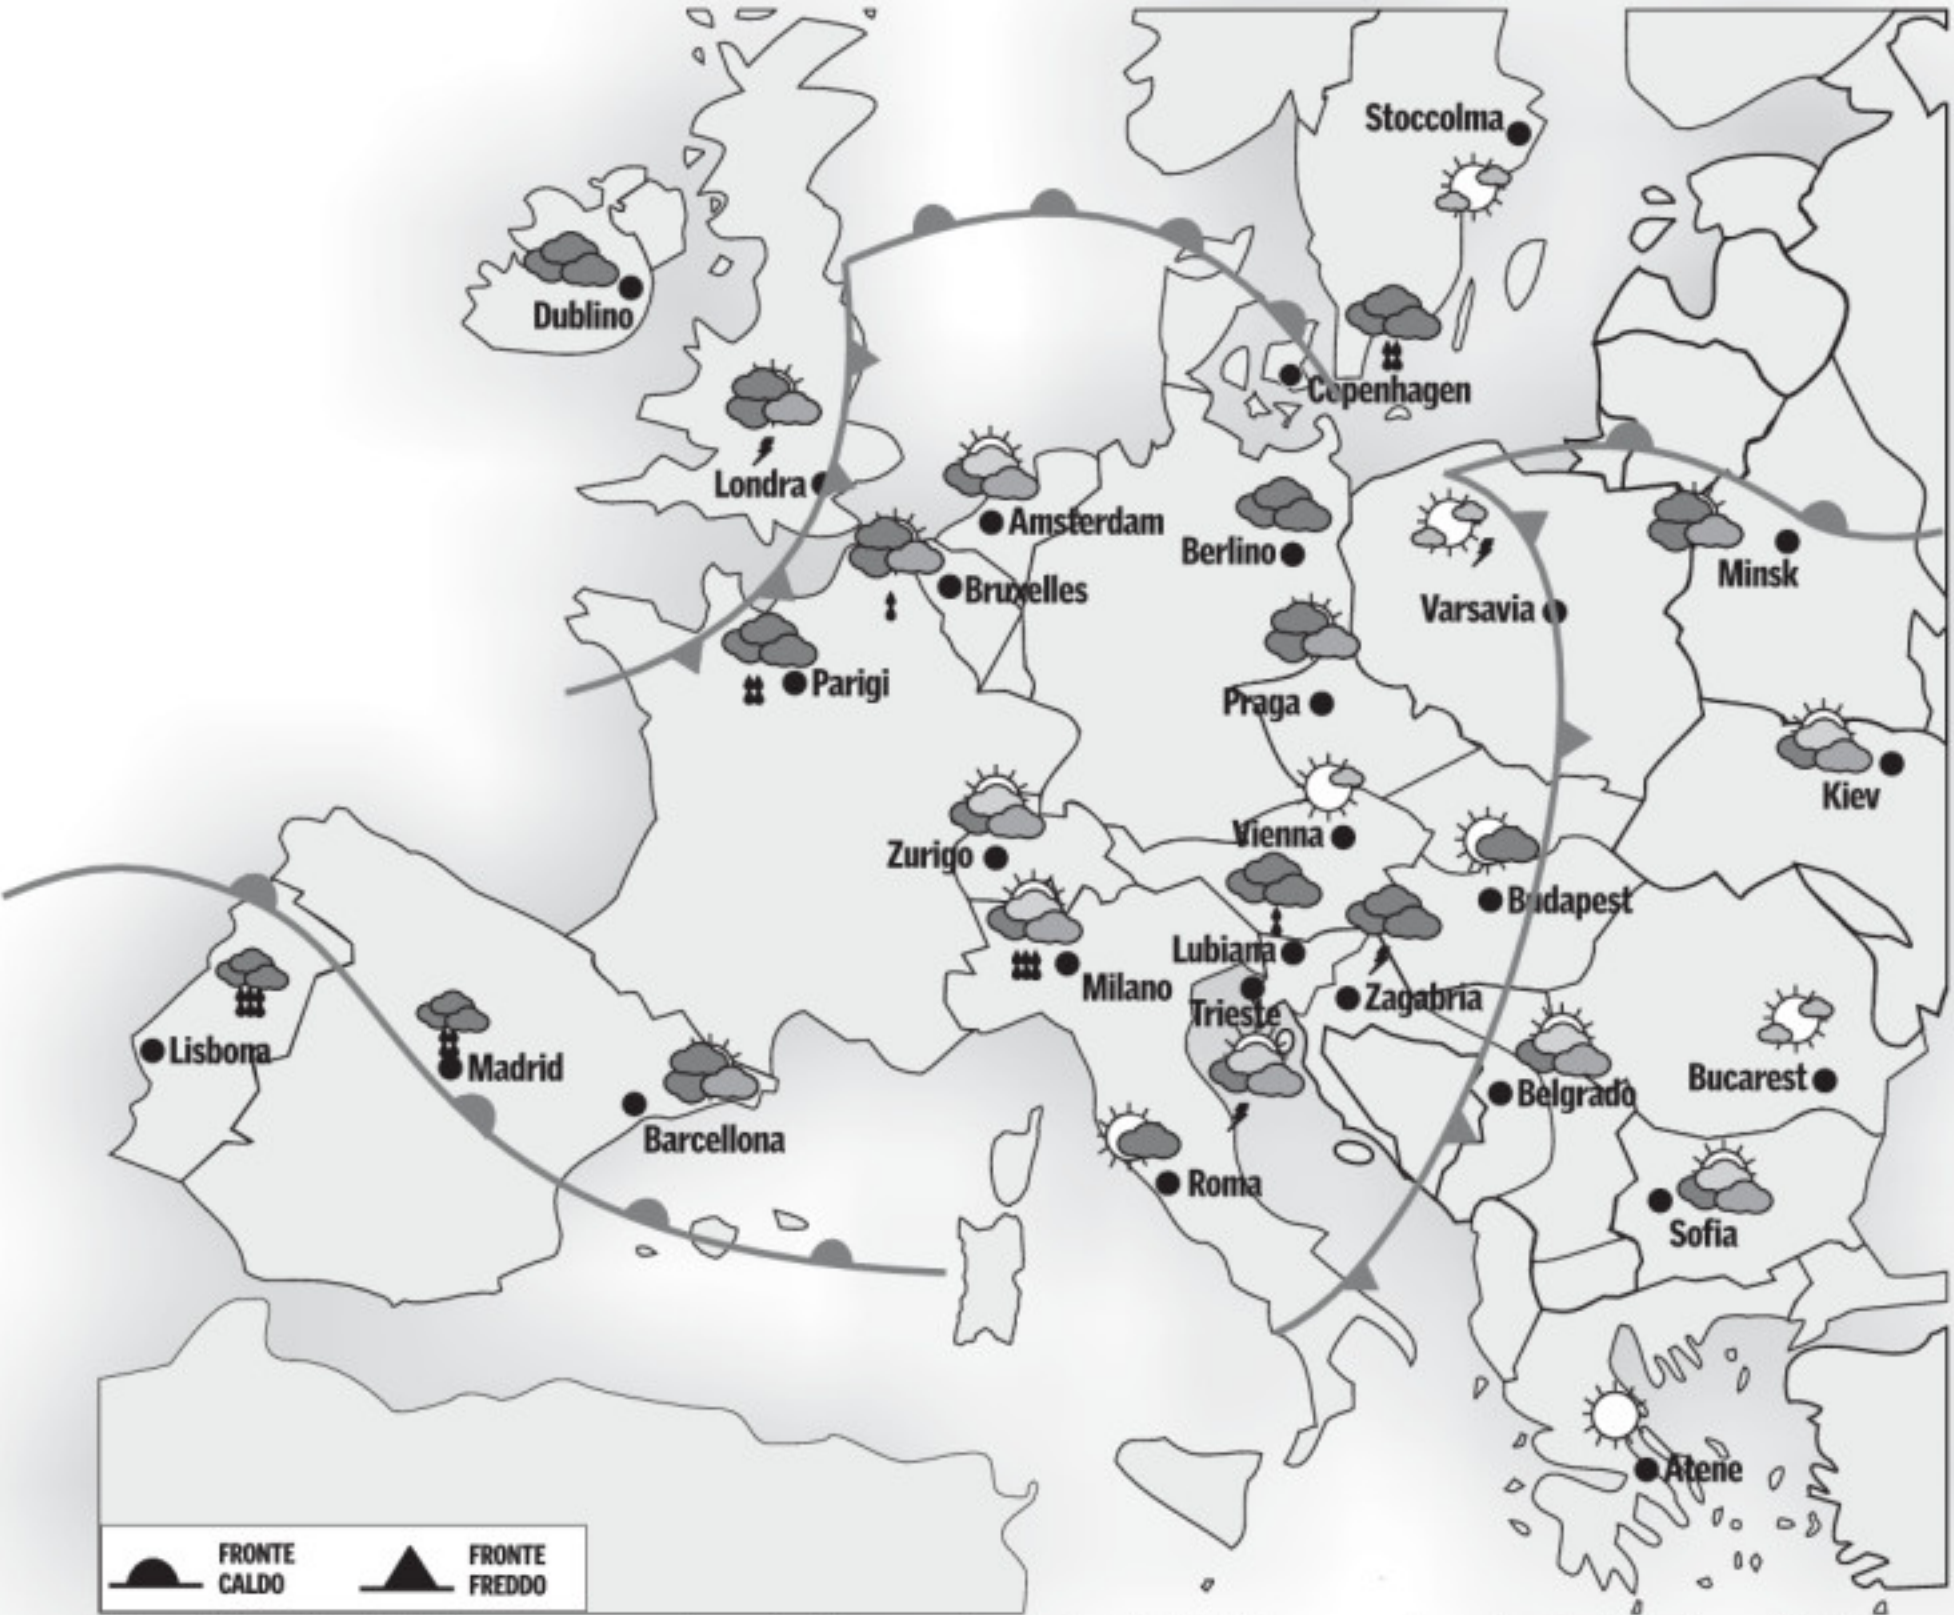 Stoccolma
Dublino
Copenhagen
Londra
Amsterdam
Berlino
Minsk
Bruxelles
Varsavia
Parigi
Praga
Kiev
Vienna
Zurigo
Budapest
Lubiana
Milano
Zagabria
Trieste
Lisbona
Madrid
Bucarest
Belgrado
Barcellona
Roma
Sofia
Atene
FRONTE
CALDO
FRONTE
FREDDO